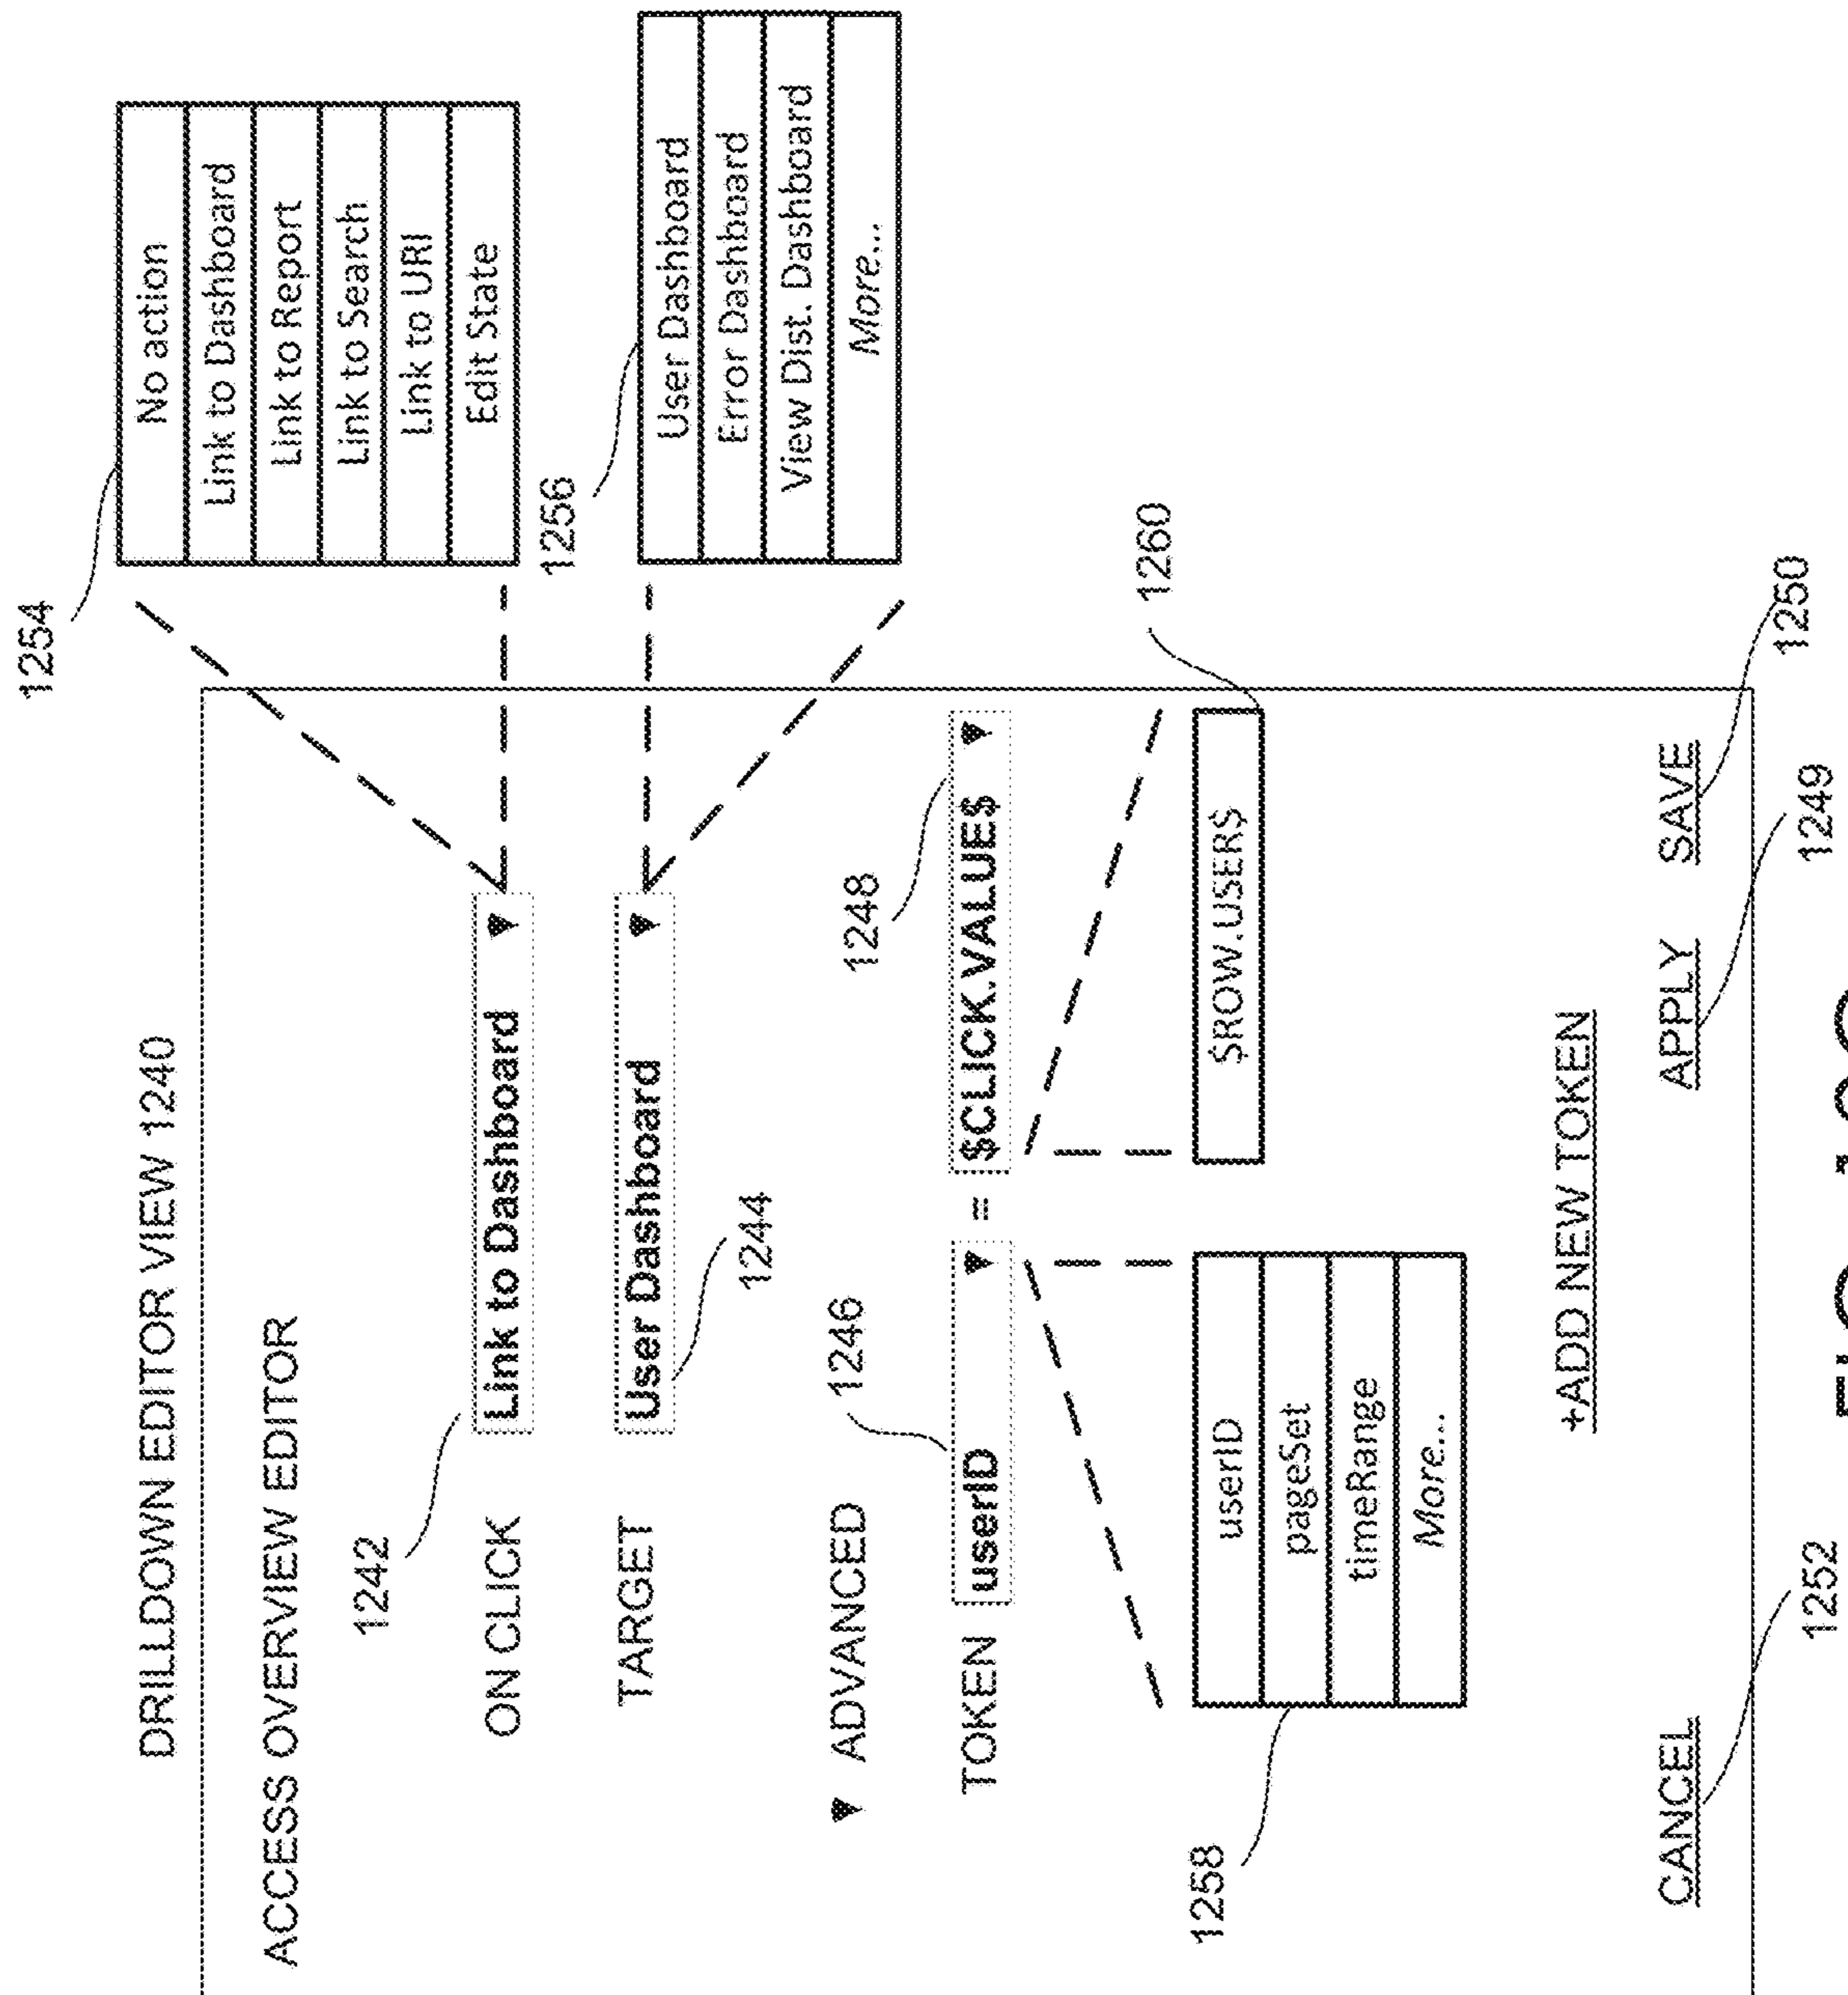 DRILLDOWN EDITOR VIEW 1240
1254
No action
Link to Dashboard
Link to Report
Link to Search
Link to URI
Edit State
ACCESS OVERVIEW EDITOR
1242
ON CLICK Link to Dashboard ▼
1256
User Dashboard
Error Dashboard
View Dist. Dashboard
More...
TARGET User Dashboard ▼
1244
▼ ADVANCED
1246
1248
TOKEN userID ▼ = $CLICK.VALUE$ ▼
1258
userID
pageSet
timeRange
More...
1260
$ROW.USER$
+ADD NEW TOKEN
CANCEL APPLY SAVE
1252
1249
1250